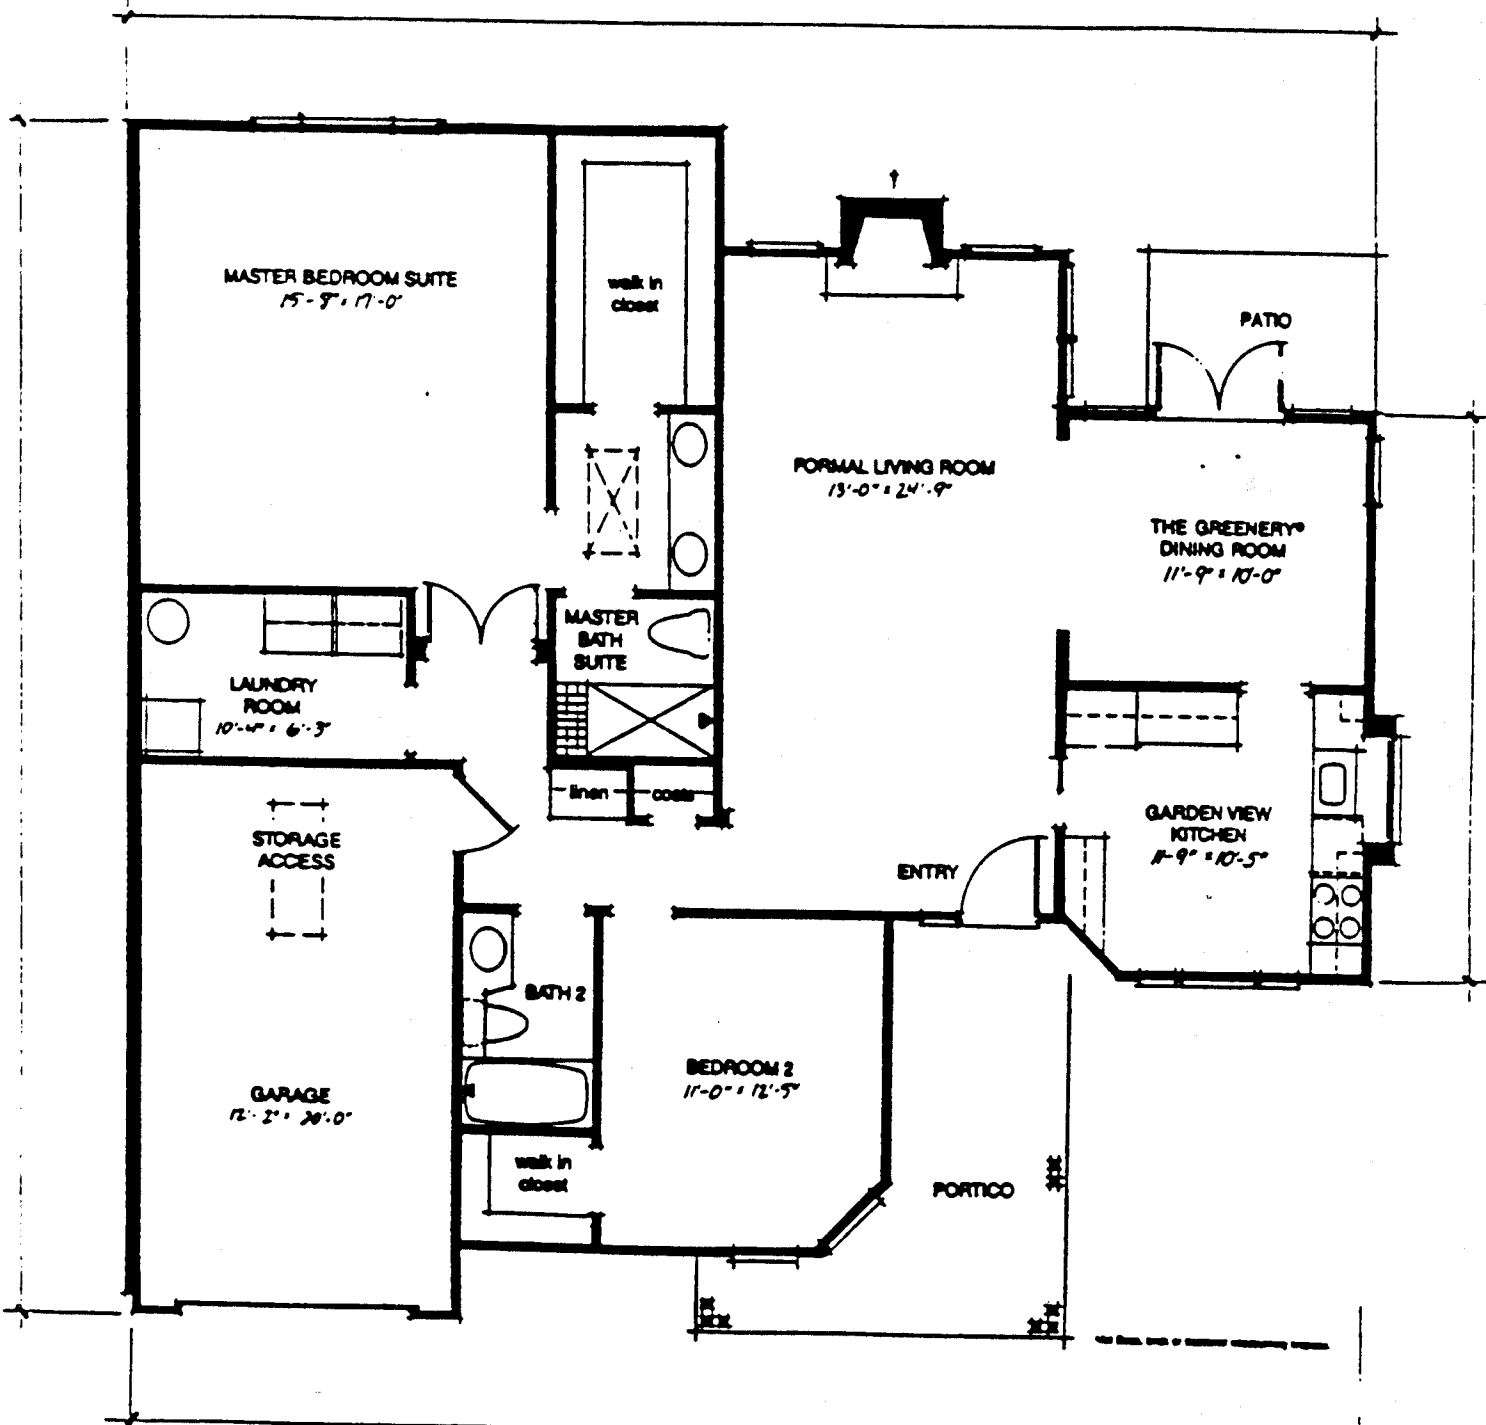 MASTER BEDROOM SUITE
15'-8" x 17'-0"
walk in
closet
PATIO
FORMAL LIVING ROOM
13'-0" x 24'-9"
THE GREENERY®
DINING ROOM
11'-9" x 10'-0"
MASTER
BATH
SUITE
LAUNDRY
ROOM
10'-4" x 6'-3"
linen
coats
STORAGE
ACCESS
GARDEN VIEW
KITCHEN
11'-9" x 10'-5"
ENTRY
BATH 2
BEDROOM 2
11'-0" x 12'-5"
GARAGE
12'-2" x 20'-0"
walk in
closet
PORTICO